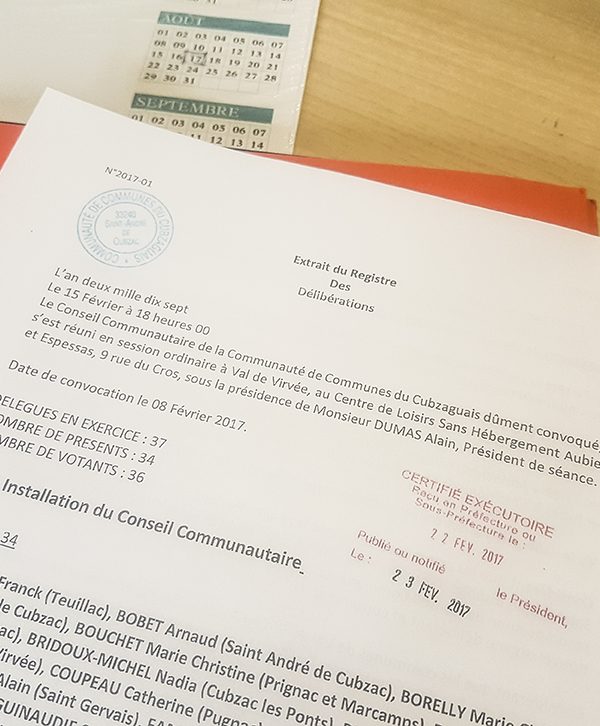 31
AOÛT
01 02 03 04 05 06 07
08 09 10 11 12 13 14
15 16 17 18 19 20 21
22 23 24 25 26 27 28
29 30 31
SEPTEMBRE
01 02 03 04 05 06 07
12 13 14
N°2017-01
COMMUNAUTÉ DE COMMUNES DU CUBZAGUAIS
33240
SAINT-ANDRÉ
DE
CUBZAC
Extrait du Registre
Des
Délibérations
L'an deux mille dix sept
Le 15 Février à 18 heures 00
Le Conseil Communautaire de la Communauté de Communes du Cubzaguais dûment convoqué,
s'est réuni en session ordinaire à Val de Virvée, au Centre de Loisirs Sans Hébergement Aubie
et Espessas, 9 rue du Cros, sous la présidence de Monsieur DUMAS Alain, Président de séance.
Date de convocation le 08 Février 2017.
DELEGUES EN EXERCICE : 37
OMBRE DE PRESENTS : 34
MBRE DE VOTANTS : 36
CERTIFIÉ EXÉCUTOIRE
Reçu en Préfecture ou
Sous-Préfecture le :
22 FEV. 2017
Publié ou notifié
Le : 23 FEV. 2017
le Président,
Installation du Conseil Communautaire
34
Franck (Teuillac), BOBET Arnaud (Saint André de Cubzac), BORELLY Marie
de Cubzac), BOUCHET Marie Christine (Prignac et Marcamps),
ac), BRIDOUX-MICHEL Nadia (Cubzac les Ponts),
Virvée), COUPEAU Catherine (Pugnac)
Alain (Saint Gervais),
GUINAUDIE